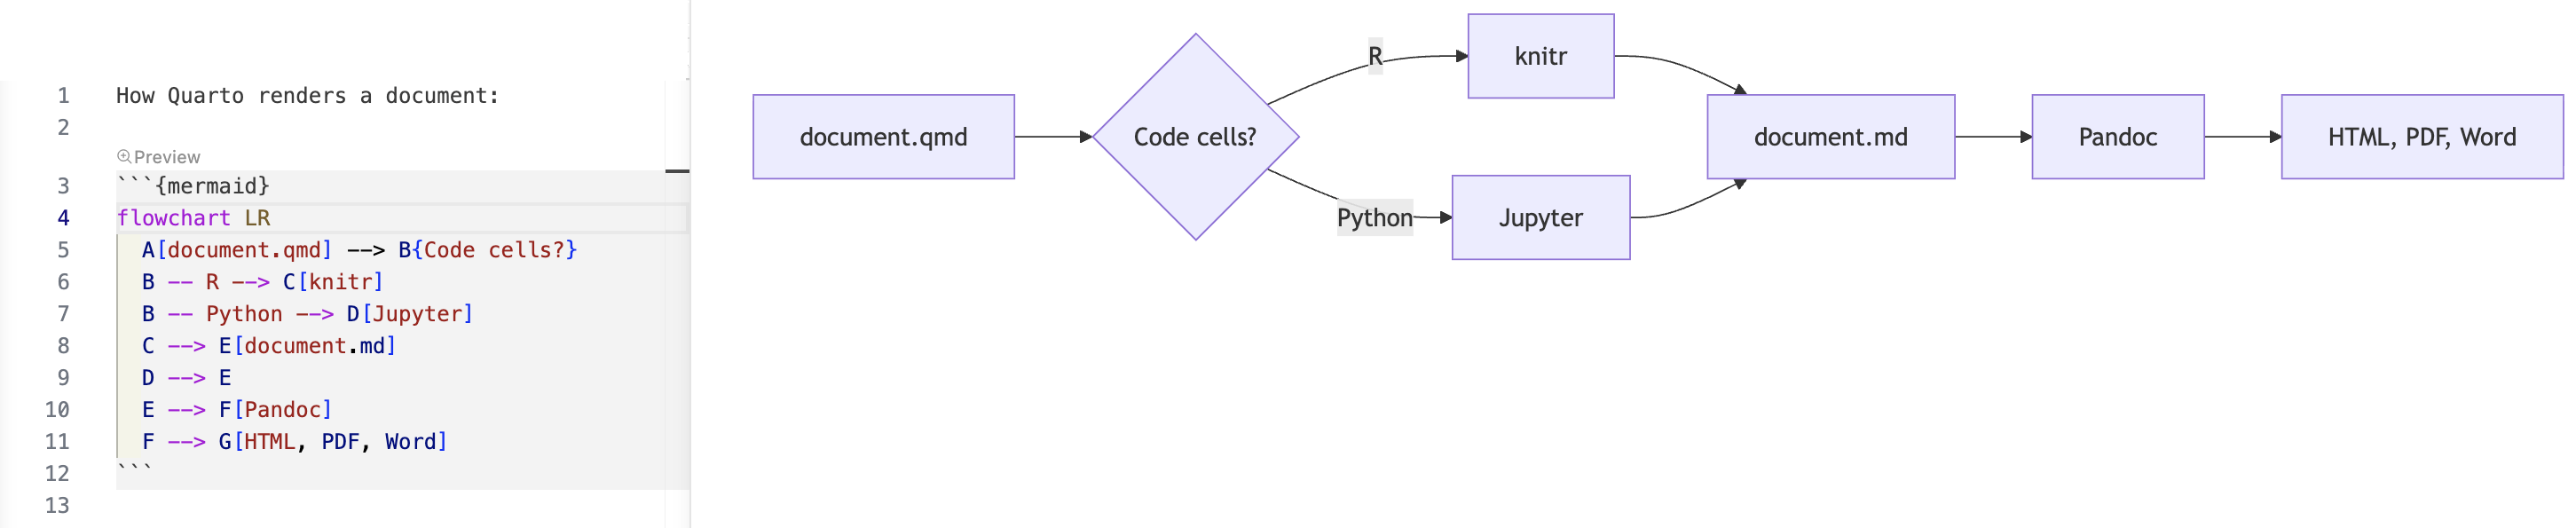 1 How Quarto renders a document:
2
Preview
3 ```{mermaid}
4 flowchart LR
5   A[document.qmd] --> B{Code cells?}
6   B -- R --> C[knitr]
7   B -- Python --> D[Jupyter]
8   C --> E[document.md]
9   D --> E
10   E --> F[Pandoc]
11   F --> G[HTML, PDF, Word]
12 ```
13
document.qmd
Code cells?
R
knitr
Python
Jupyter
document.md
Pandoc
HTML, PDF, Word